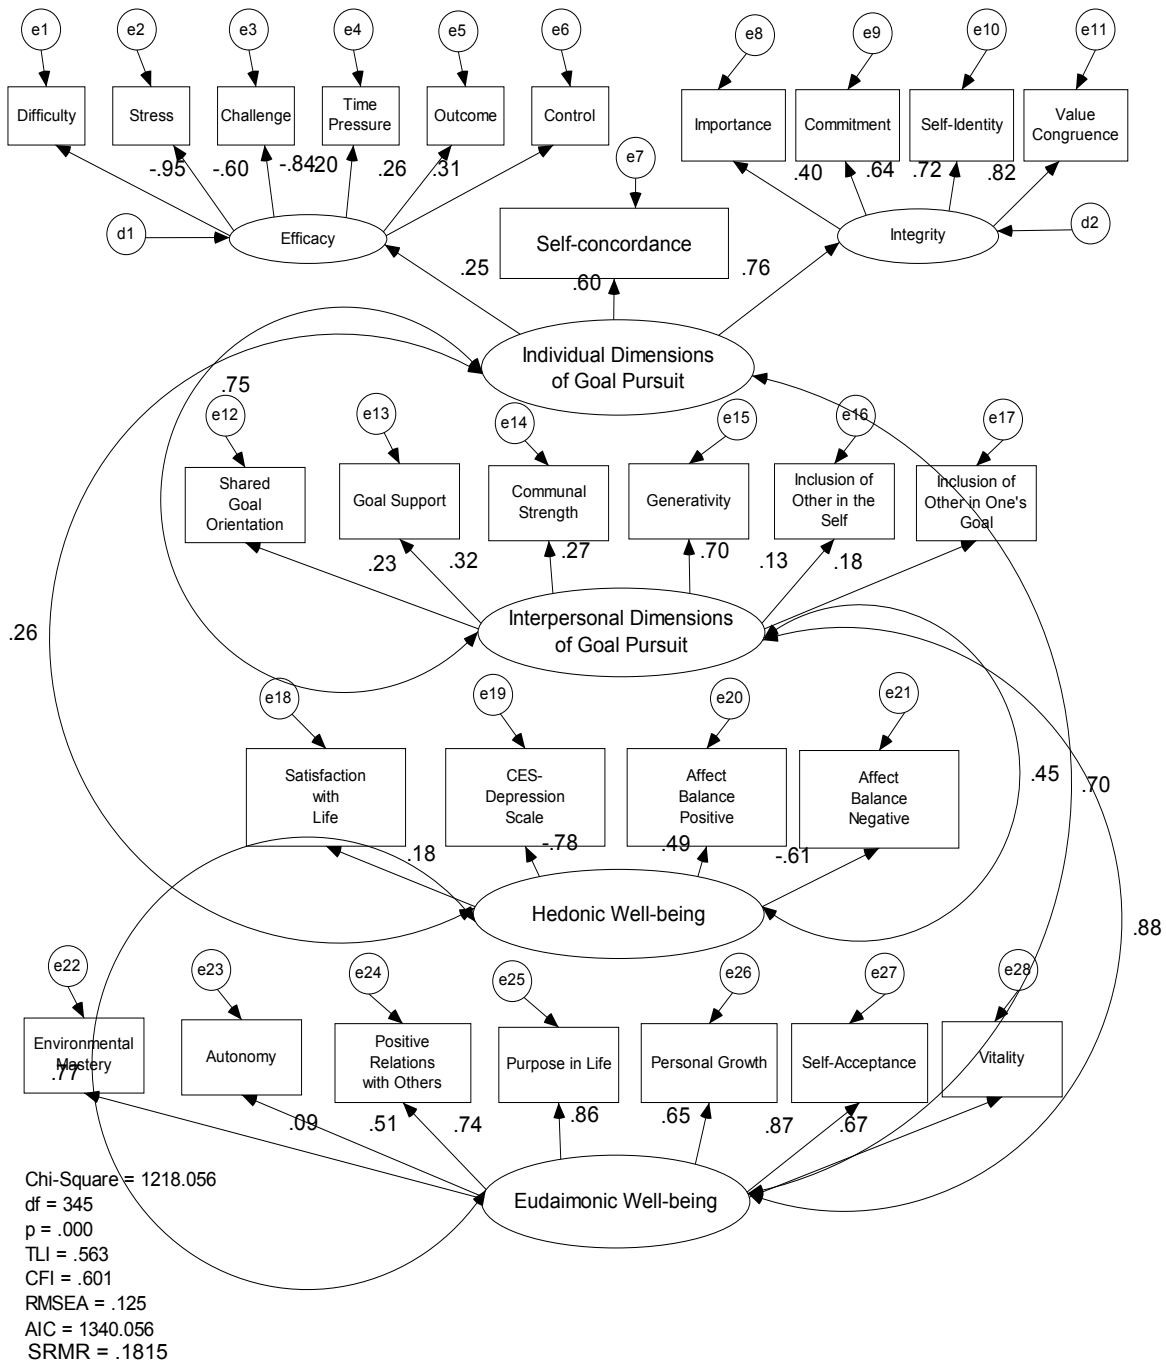 e1
e2
e3
e4
e5
e6
e8
e9
e10
e11
Difficulty
Stress
Challenge
Time
Pressure
Outcome
Control
Importance
Commitment
Self-Identity
Value
Congruence
e7
-.95
-.60
-.84
.20
.26
.31
.40
.64
.72
.82
d1
Efficacy
Self-concordance
Integrity
d2
.25
.60
.76
Individual Dimensions
of Goal Pursuit
.75
e12
e13
e14
e15
e16
e17
Shared
Goal
Orientation
Goal Support
Communal
Strength
Generativity
Inclusion of
Other in the
Self
Inclusion of
Other in One's
Goal
.23
.32
.27
.70
.13
.18
Interpersonal Dimensions
of Goal Pursuit
.26
e18
e19
e20
e21
Satisfaction
with
Life
CES-
Depression
Scale
Affect
Balance
Positive
Affect
Balance
Negative
.45
.70
.18
-.78
.49
-.61
Hedonic Well-being
.88
e22
e23
e24
e25
e26
e27
e28
Environmental
Mastery
Autonomy
Positive
Relations
with Others
Purpose in Life
Personal Growth
Self-Acceptance
Vitality
.77
.09
.51
.74
.86
.65
.87
.67
Eudaimonic Well-being
Chi-Square = 1218.056
df = 345
p = .000
TLI = .563
CFI = .601
RMSEA = .125
AIC = 1340.056
SRMR = .1815